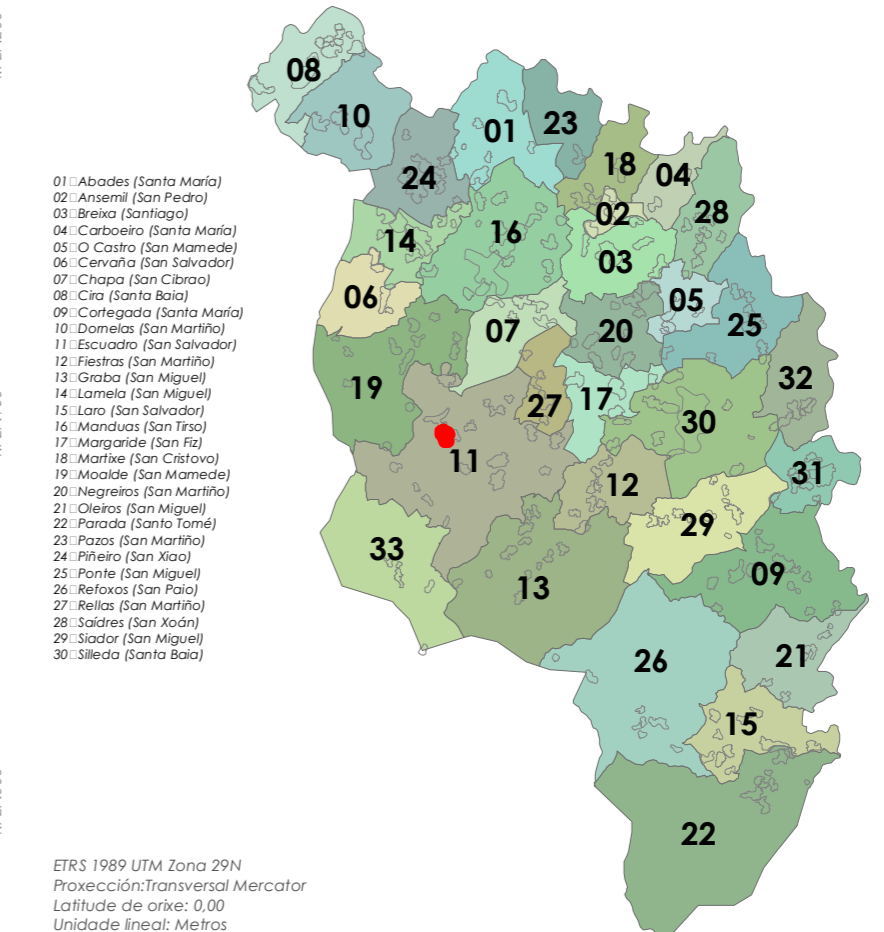 08
10
01
23
24
18
04
02
28
16
14
03
06
05
07
20
25
32
19
27
17
30
11
31
12
29
33
13
09
26
21
15
22
01 Abades (Santa María)
02 Ansemil (San Pedro)
03 Breixa (Santiago)
04 Carboeiro (Santa María)
05 O Castro (San Mamede)
06 Cervaña (San Salvador)
07 Chapa (San Cibrao)
08 Cira (Santa Baia)
09 Cortegada (Santa María)
10 Dornelas (San Martiño)
11 Escuadro (San Salvador)
12 Fiestras (San Martiño)
13 Graba (San Miguel)
14 Lamela (San Miguel)
15 Laro (San Salvador)
16 Manduas (San Tirso)
17 Margaride (San Fiz)
18 Martixe (San Cristovo)
19 Moalde (San Mamede)
20 Negreiros (San Martiño)
21 Oleiros (San Miguel)
22 Parada (Santo Tomé)
23 Pazos (San Martiño)
24 Piñeiro (San Xiao)
25 Ponte (San Miguel)
26 Refoxos (San Paio)
27 Rellas (San Martiño)
28 Saídres (San Xoán)
29 Siador (San Miguel)
30 Silleda (Santa Baia)
ETRS 1989 UTM Zona 29N
Proxección:Transversal Mercator
Latitude de orixe: 0,00
Unidade lineal: Metros